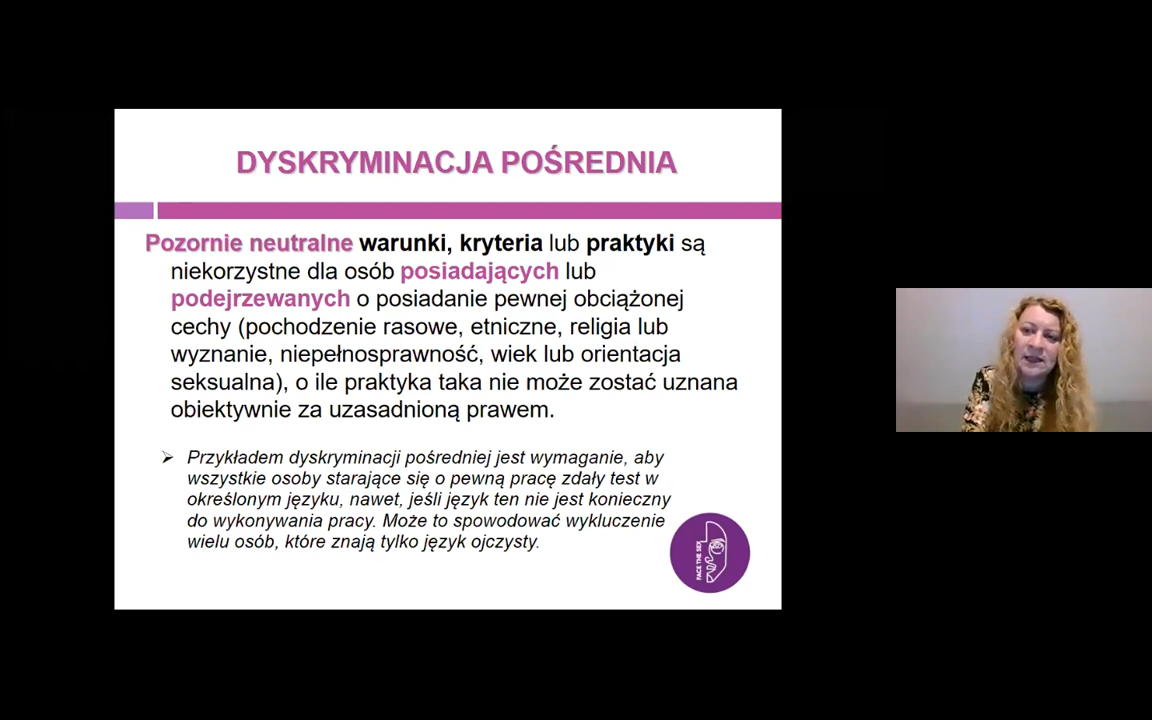 DYSKRYMINACJA POŚREDNIA
Pozornie neutralne warunki, kryteria lub praktyki są
niekorzystne dla osób posiadających lub
podejrzewanych o posiadanie pewnej obciążonej
cechy (pochodzenie rasowe, etniczne, religia lub
wyznanie, niepełnosprawność, wiek lub orientacja
seksualna), o ile praktyka taka nie może zostać uznana
obiektywnie za uzasadnioną prawem.
➢ Przykładem dyskryminacji pośredniej jest wymaganie, aby
wszystkie osoby starające się o pewną pracę zdały test w
określonym języku, nawet, jeśli język ten nie jest konieczny
do wykonywania pracy. Może to spowodować wykluczenie
wielu osób, które znają tylko język ojczysty.
FACE THE SEX